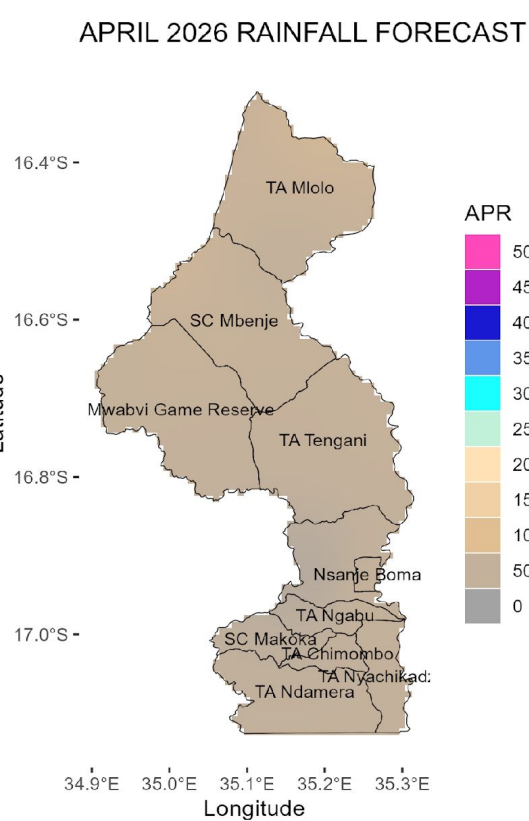 APRIL 2026 RAINFALL FORECAST
16.4°S
16.6°S
16.8°S
17.0°S
TA Mlolo
SC Mbenje
Mwabvi Game Reserve
TA Tengani
Nsanje Boma
TA Ngabu
SC Makoka
TA Chimombo
TA Nyachikad
TA Ndamera
APR
50
45
40
35
30
25
20
15
10
50
0
34.9°E 35.0°E 35.1°E 35.2°E 35.3°E
Longitude